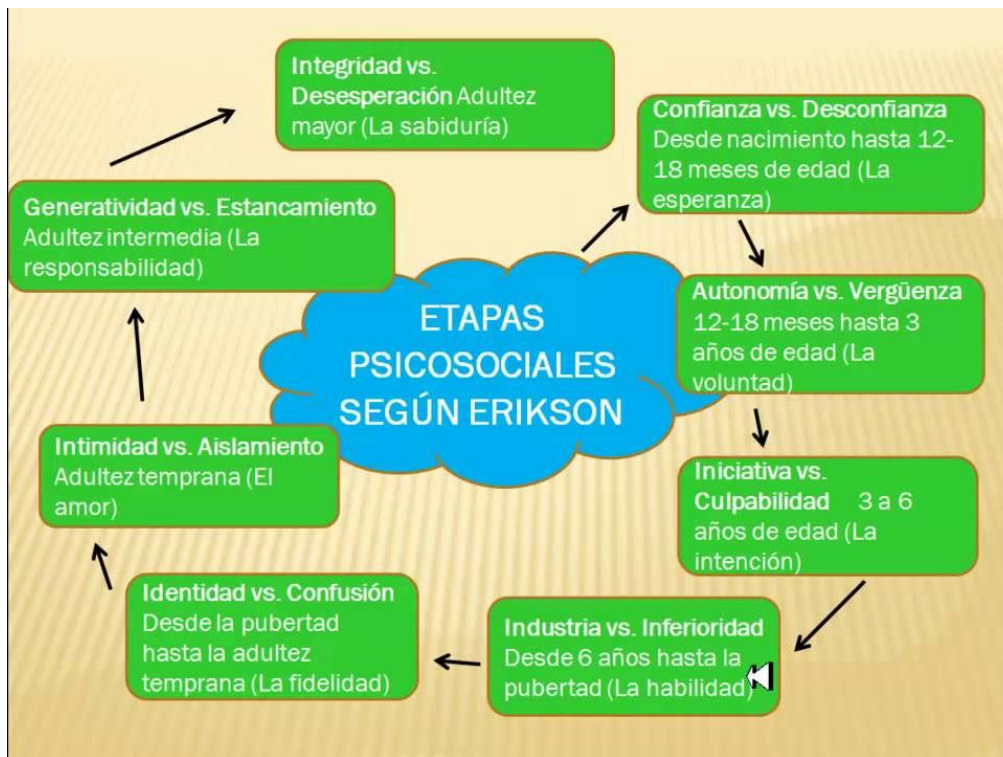 ETAPAS
PSICOSOCIALES
SEGÚN ERIKSON
Confianza vs. Desconfianza
Desde nacimiento hasta 12-
18 meses de edad (La
esperanza)
Autonomía vs. Vergüenza
12-18 meses hasta 3
años de edad (La
voluntad)
Iniciativa vs.
Culpabilidad 3 a 6
años de edad (La
intención)
Industria vs. Inferioridad
Desde 6 años hasta la
pubertad (La habilidad)
Identidad vs. Confusión
Desde la pubertad
hasta la adultez
temprana (La fidelidad)
Intimidad vs. Aislamiento
Adultez temprana (El
amor)
Generatividad vs. Estancamiento
Adultez intermedia (La
responsabilidad)
Integridad vs.
Desesperación Adultez
mayor (La sabiduría)